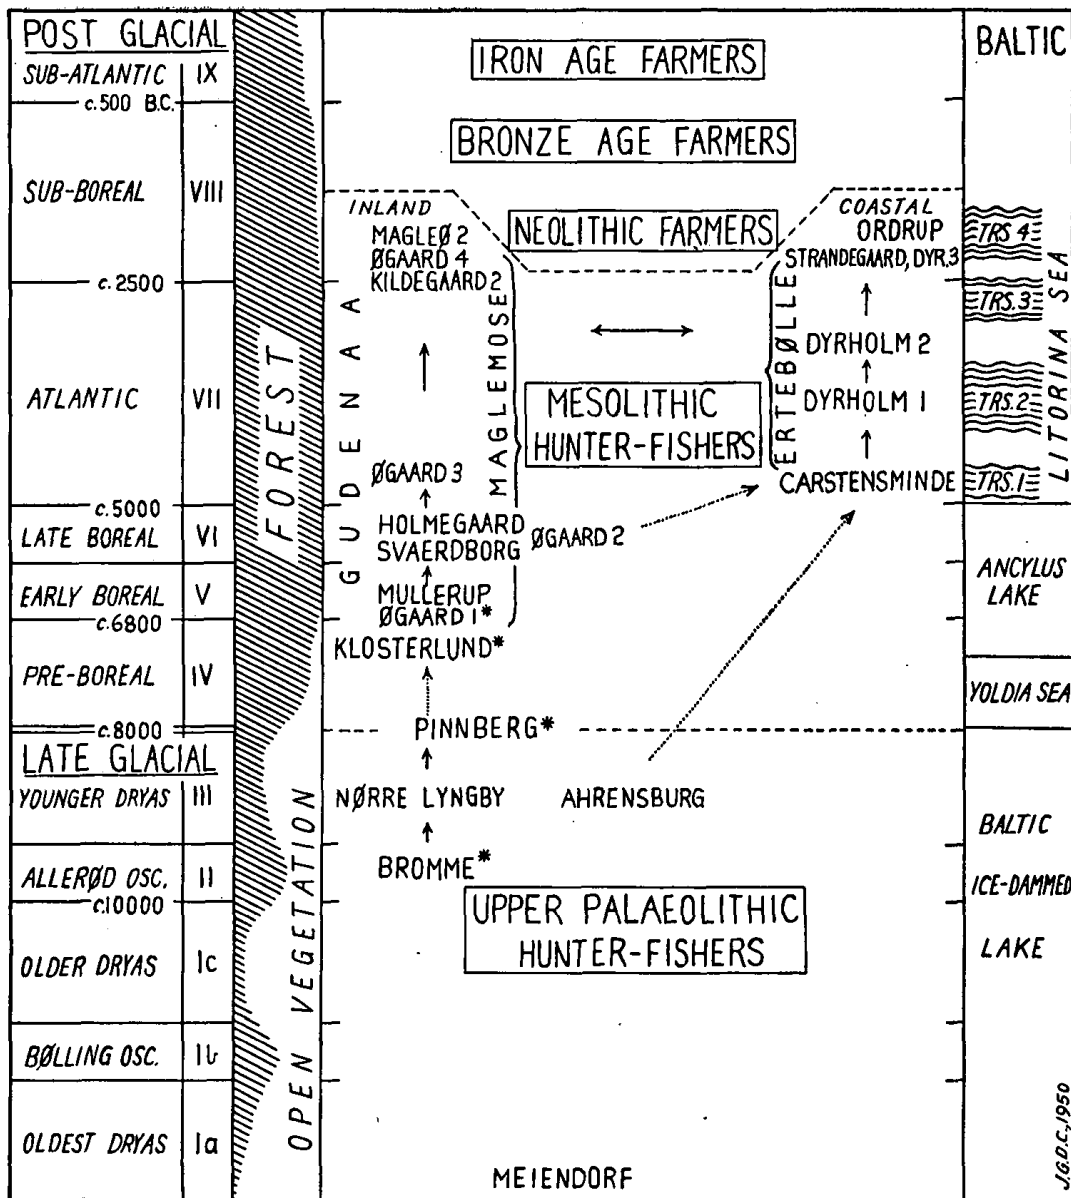 POST GLACIAL
SUB-ATLANTIC IX
c.500 B.C.
SUB-BOREAL VIII
c.2500
ATLANTIC VII
c.5000
LATE BOREAL VI
EARLY BOREAL V
c.6800
PRE-BOREAL IV
c.8000
LATE GLACIAL
YOUNGER DRYAS III
ALLERØD OSC. II
c.10000
OLDER DRYAS Ic
BØLLING OSC. Ib
OLDEST DRYAS Ia
FOREST
OPEN VEGETATION
IRON AGE FARMERS
BRONZE AGE FARMERS
NEOLITHIC FARMERS
INLAND
MAGLEØ 2
ØGAARD 4
KILDEGAARD 2
GUDENAA
MAGLEMOSE
ØGAARD 3
HOLMEGAARD
SVAERDBORG
ØGAARD 2
MULLERUP
ØGAARD 1*
KLOSTERLUND*
PINNBERG*
NØRRE LYNGBY
AHRENSBURG
BROMME*
MESOLITHIC
HUNTER-FISHERS
UPPER PALAEOLITHIC
HUNTER-FISHERS
MEIENDORF
COASTAL
ORDRUP
STRANDEGAARD, DYR.3
ERTEBØLLE
DYRHOLM 2
DYRHOLM 1
CARSTENSMINDE
BALTIC
TRS 4
TRS.3
TRS.2
TRS.1
LITORINA SEA
ANCYLUS
LAKE
YOLDIA SEA
BALTIC
ICE-DAMMED
LAKE
J.G.D.C., 1950